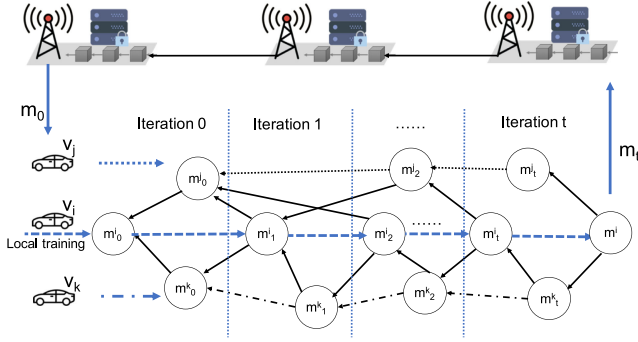 m₀
Iteration 0
Iteration 1
......
Iteration t
mₜ
vⱼ
mʲ₀
mʲ₂
mʲₜ
vᵢ
Local training
mⁱ₀
mⁱ₁
mⁱ₂
......
mⁱₜ
mⁱ
vₖ
mᵏ₀
mᵏ₁
mᵏ₂
mᵏₜ